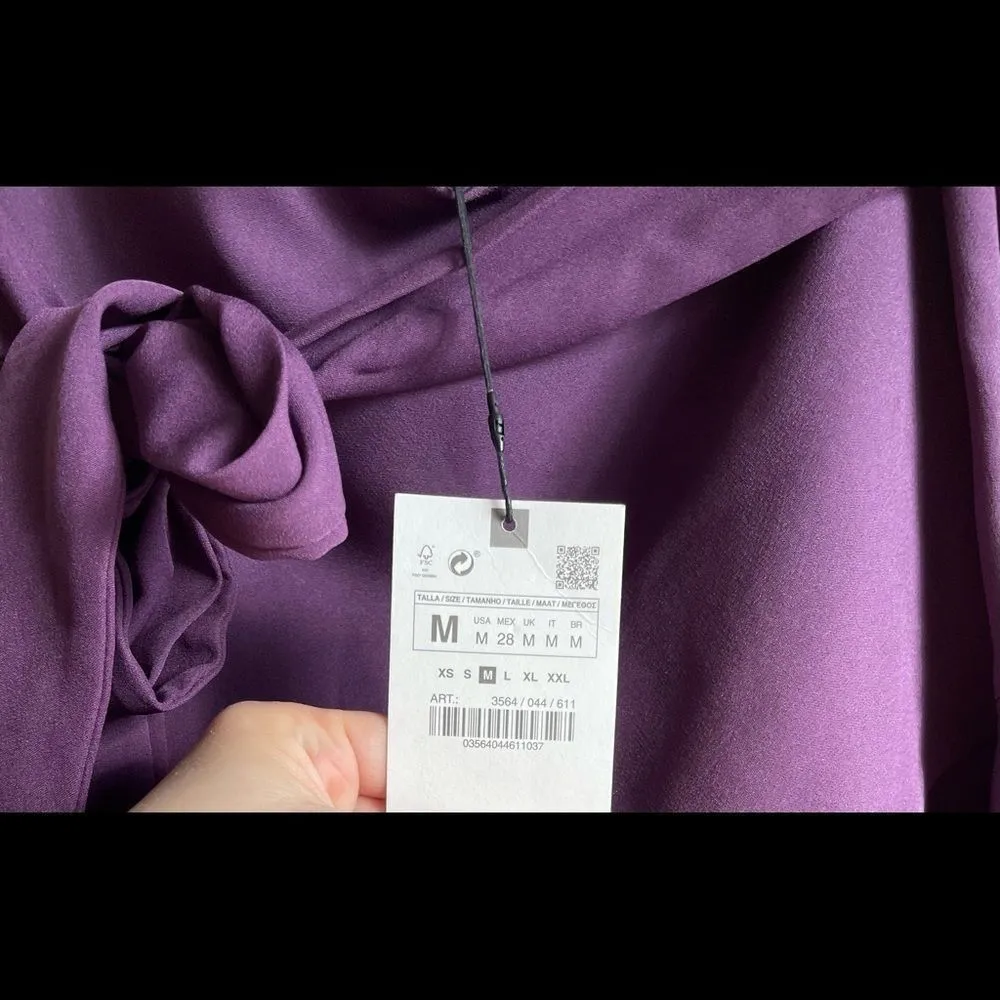 FSC
®
TALLA / SIZE / TAMANHO / TAILLE / MAAT / ΜΕΓΕΘΟΣ
USA MEX UK IT BR
M M 28 M M M
XS S M L XL XXL
ART.: 3564 / 044 / 611
03564044611037